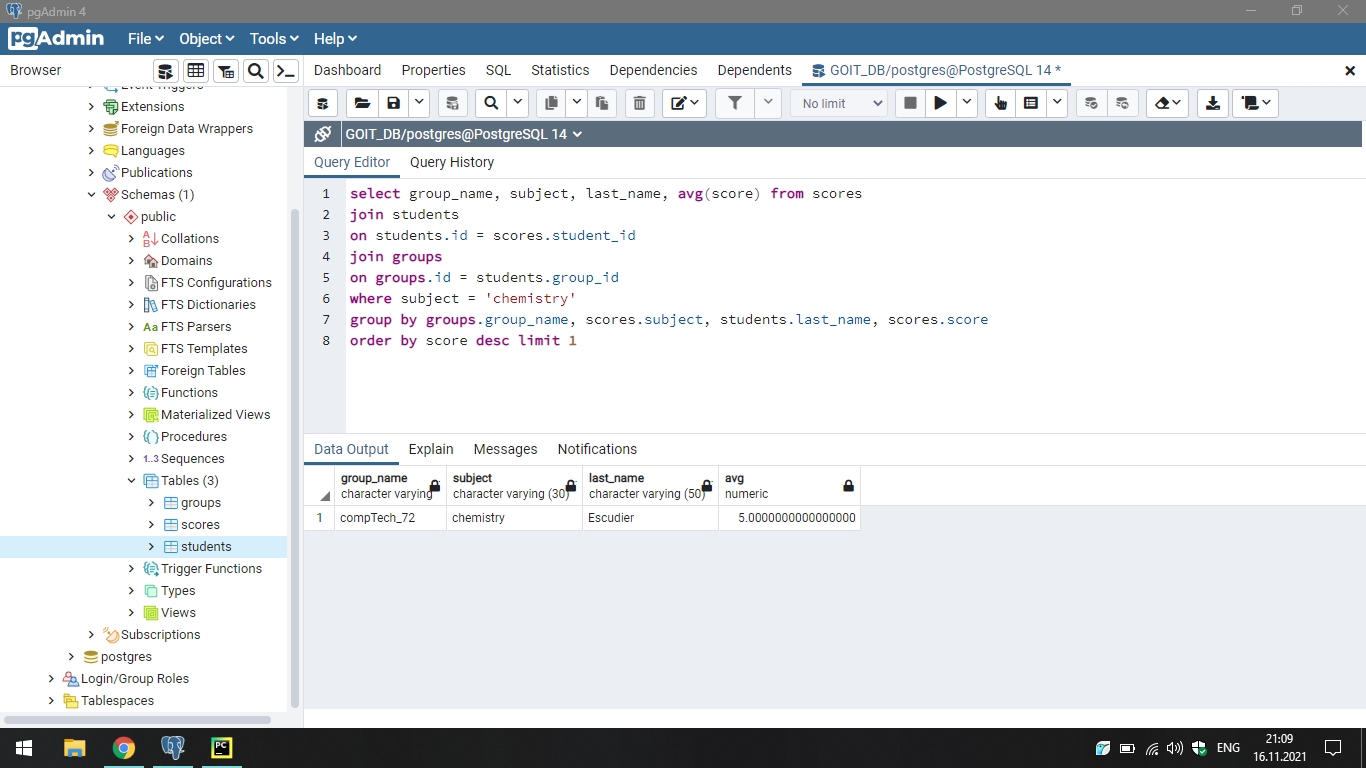 pgAdmin 4
pgAdmin File Object Tools Help
Browser
Dashboard Properties SQL Statistics Dependencies Dependents GOIT_DB/postgres@PostgreSQL 14 *
No limit
GOIT_DB/postgres@PostgreSQL 14
Query Editor Query History
Event Triggers
Extensions
Foreign Data Wrappers
Languages
Publications
Schemas (1)
public
Collations
Domains
FTS Configurations
FTS Dictionaries
Aa FTS Parsers
FTS Templates
Foreign Tables
Functions
Materialized Views
Procedures
1..3 Sequences
Tables (3)
groups
scores
students
Trigger Functions
Types
Views
Subscriptions
postgres
Login/Group Roles
Tablespaces
1 select group_name, subject, last_name, avg(score) from scores
2 join students
3 on students.id = scores.student_id
4 join groups
5 on groups.id = students.group_id
6 where subject = 'chemistry'
7 group by groups.group_name, scores.subject, students.last_name, scores.score
8 order by score desc limit 1
Data Output Explain Messages Notifications
group_name subject last_name avg
character varying character varying (30) character varying (50) numeric
1 compTech_72 chemistry Escudier 5.0000000000000000
PC ENG 21:09
16.11.2021